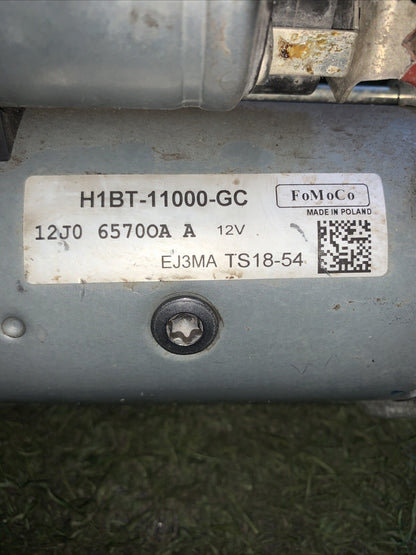 H1BT-11000-GC
FoMoCo
MADE IN POLAND
12J0 65700A A 12V
EJ3MA TS18-54